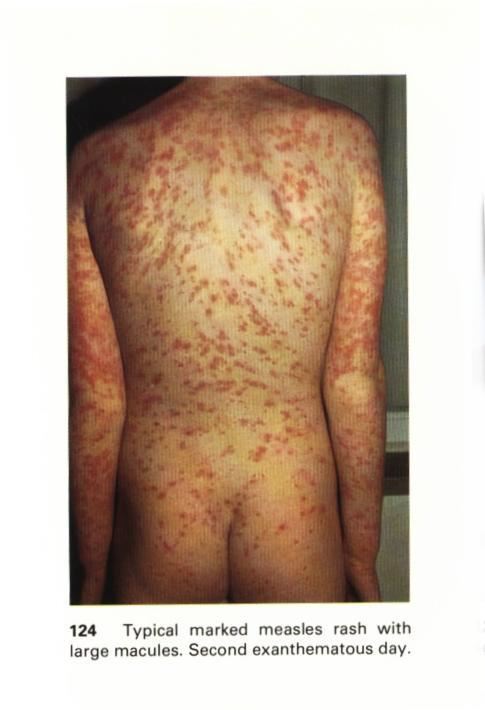 124 Typical marked measles rash with
large macules. Second exanthematous day.